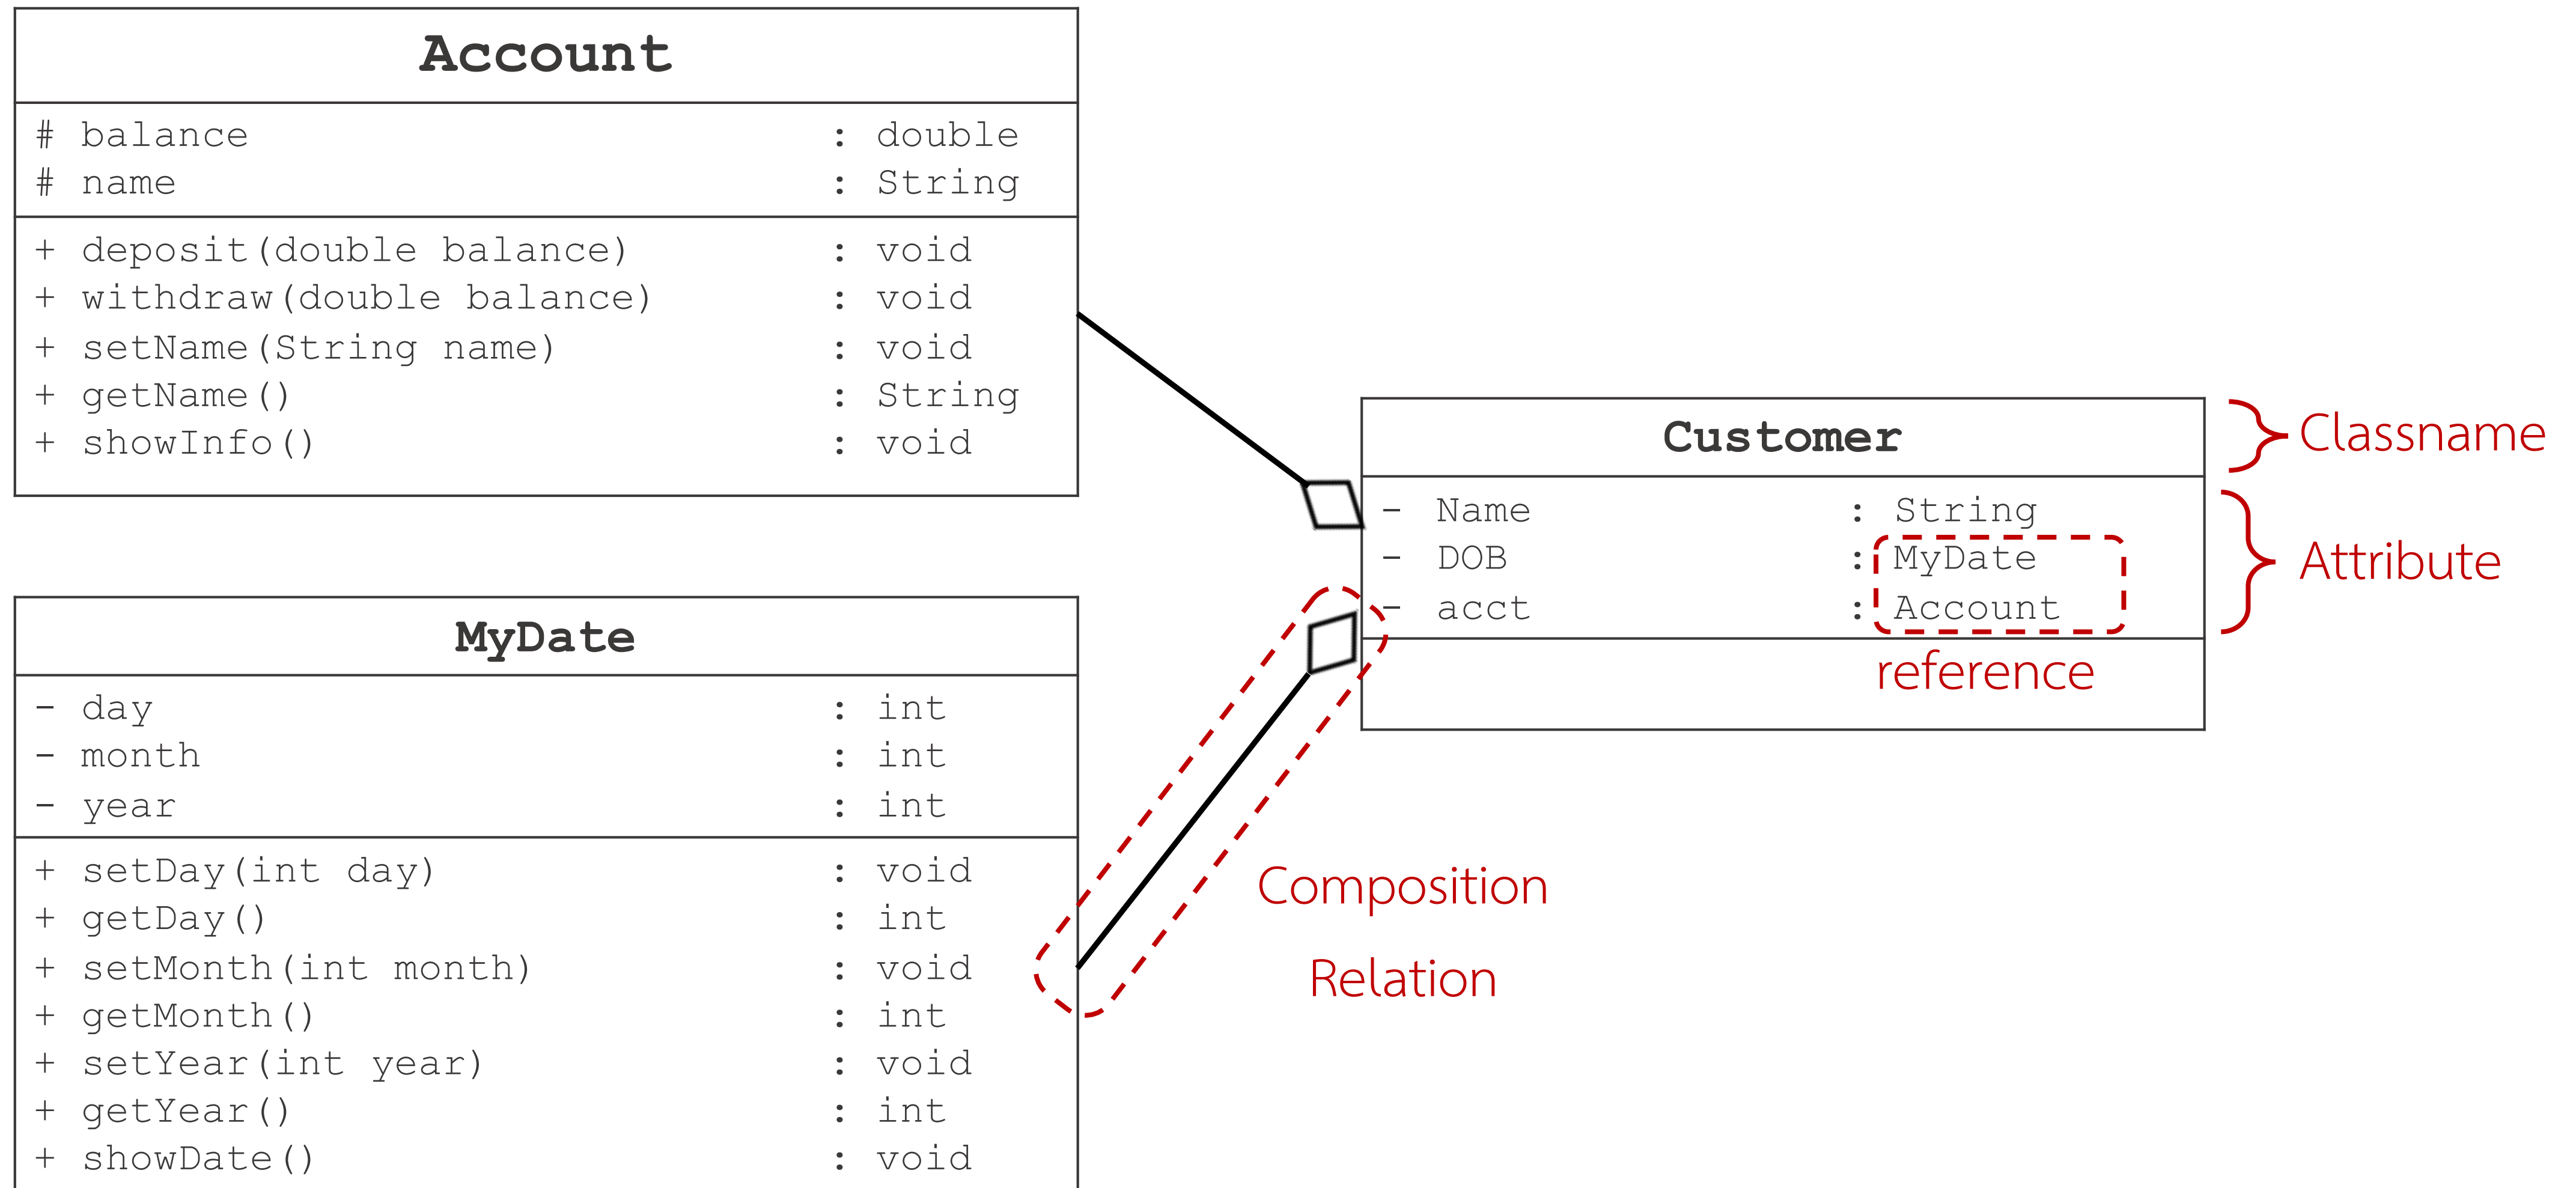 Account
# balance : double
# name : String
+ deposit(double balance) : void
+ withdraw(double balance) : void
+ setName(String name) : void
+ getName() : String
+ showInfo() : void
MyDate
- day : int
- month : int
- year : int
+ setDay(int day) : void
+ getDay() : int
+ setMonth(int month) : void
+ getMonth() : int
+ setYear(int year) : void
+ getYear() : int
+ showDate() : void
Customer
- Name : String
- DOB : MyDate
- acct : Account
reference
Classname
Attribute
Composition
Relation